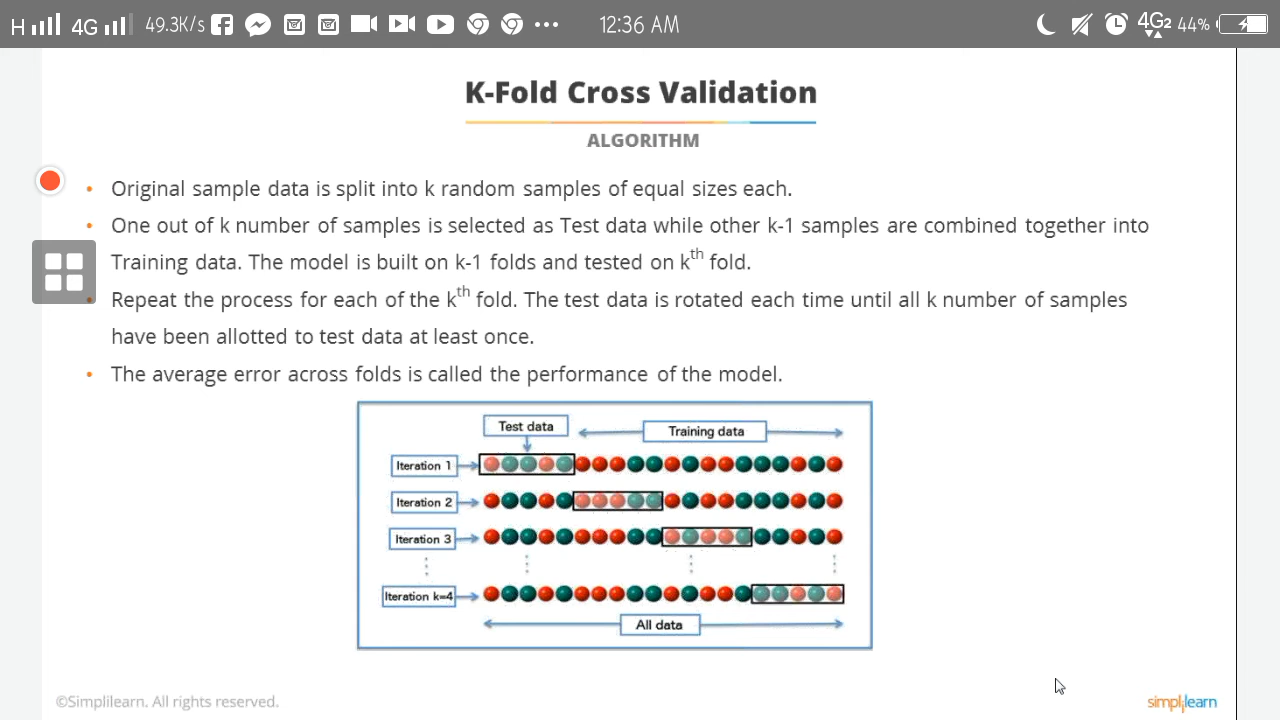 H 4G 49.3K/s 12:36 AM 4G2 44%
K-Fold Cross Validation
ALGORITHM
• Original sample data is split into k random samples of equal sizes each.
• One out of k number of samples is selected as Test data while other k-1 samples are combined together into
Training data. The model is built on k-1 folds and tested on kth fold.
• Repeat the process for each of the kth fold. The test data is rotated each time until all k number of samples
have been allotted to test data at least once.
• The average error across folds is called the performance of the model.
Test data
Training data
Iteration 1
Iteration 2
Iteration 3
Iteration k=4
All data
©Simplilearn. All rights reserved.
simplilearn